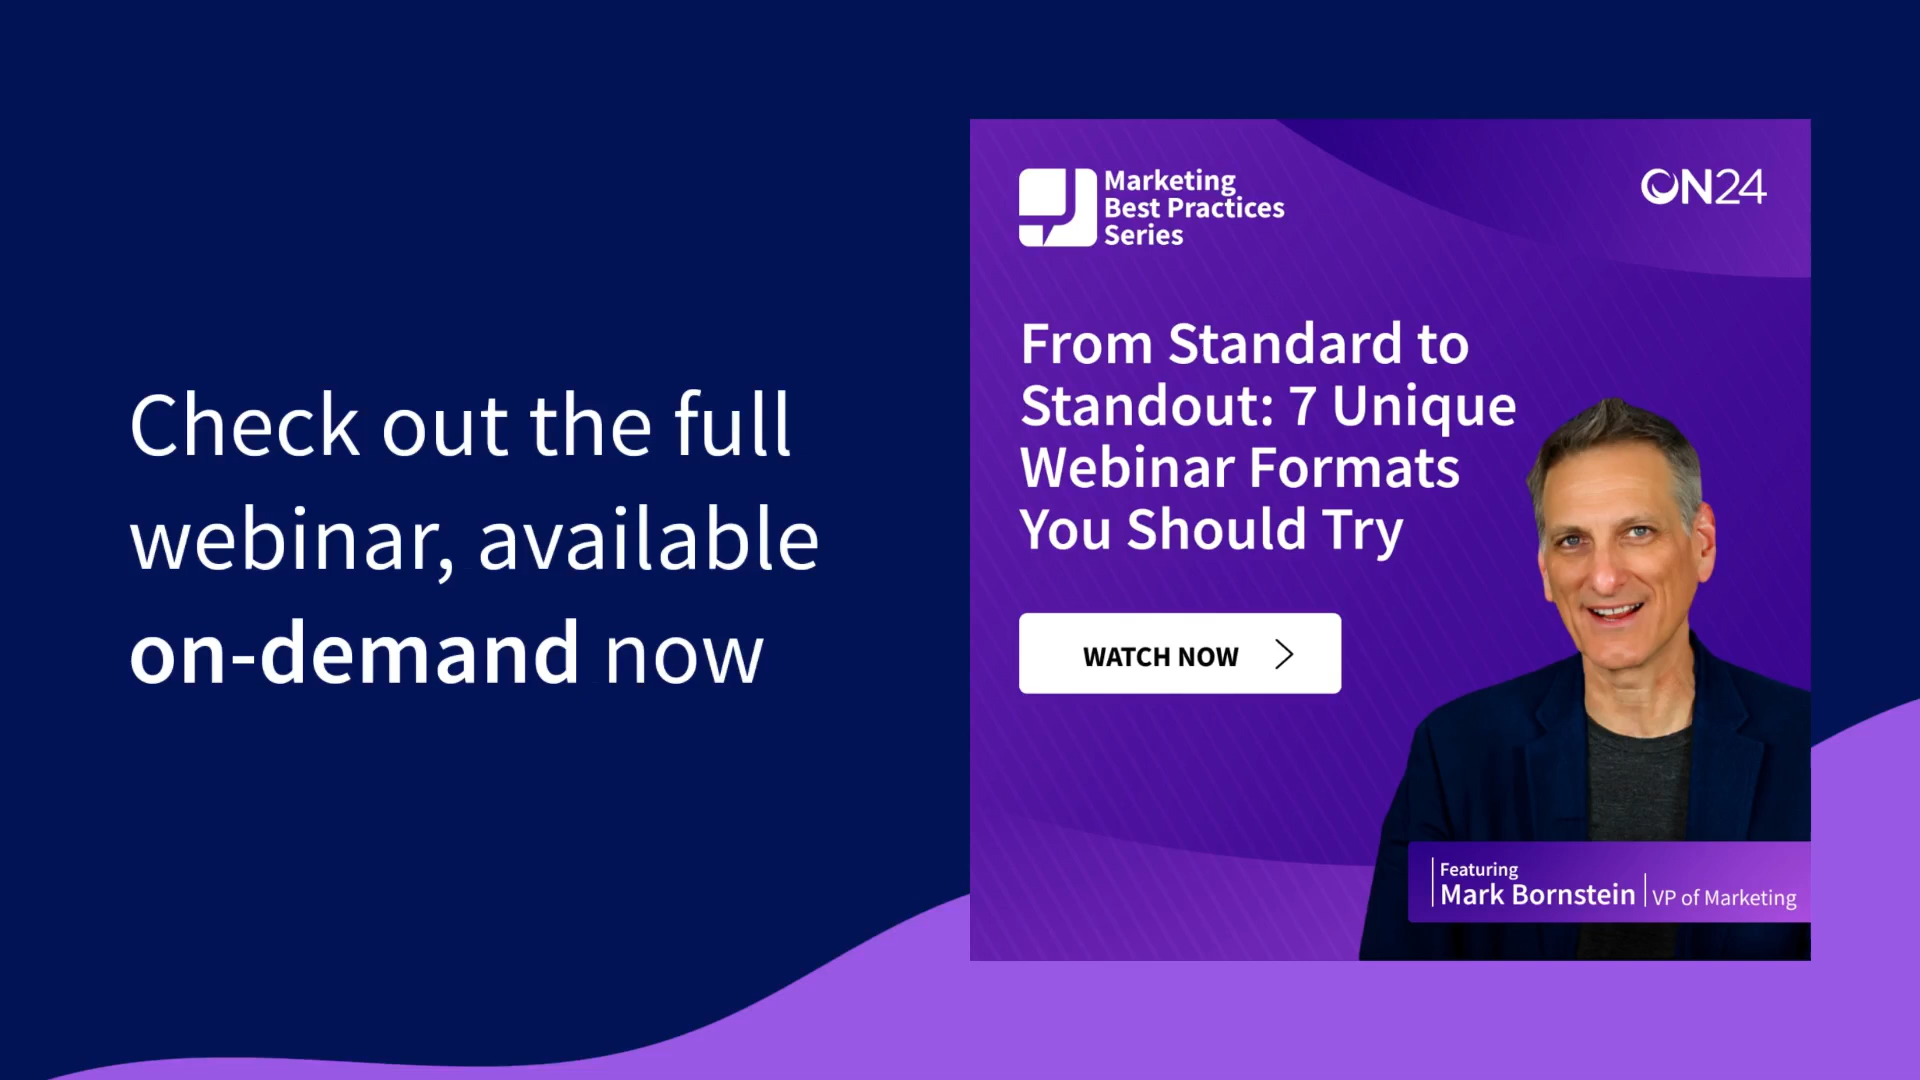 Check out the full
webinar, available
on-demand now
Marketing
Best Practices
Series
ON24
From Standard to
Standout: 7 Unique
Webinar Formats
You Should Try
WATCH NOW
Featuring
Mark Bornstein | VP of Marketing